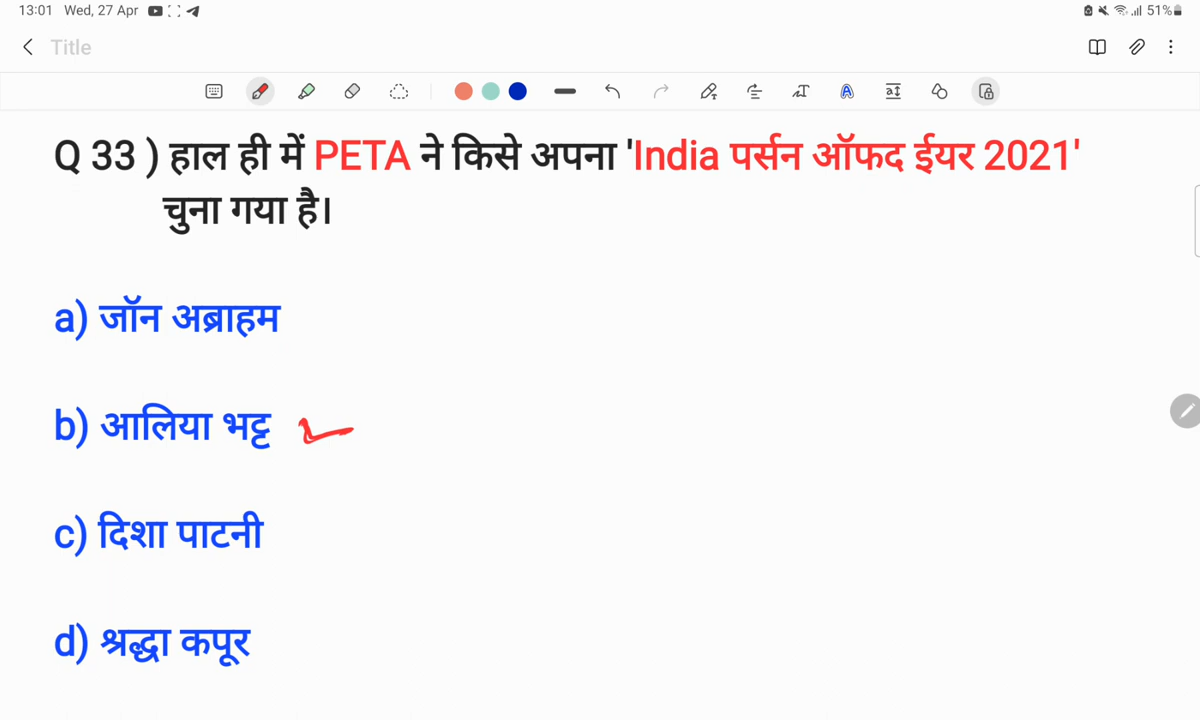 13:01 Wed, 27 Apr 51%
Title
Q 33 ) हाल ही में PETA ने किसे अपना 'India पर्सन ऑफद ईयर 2021'
चुना गया है।
a) जॉन अब्राहम
b) आलिया भट्ट
c) दिशा पाटनी
d) श्रद्धा कपूर